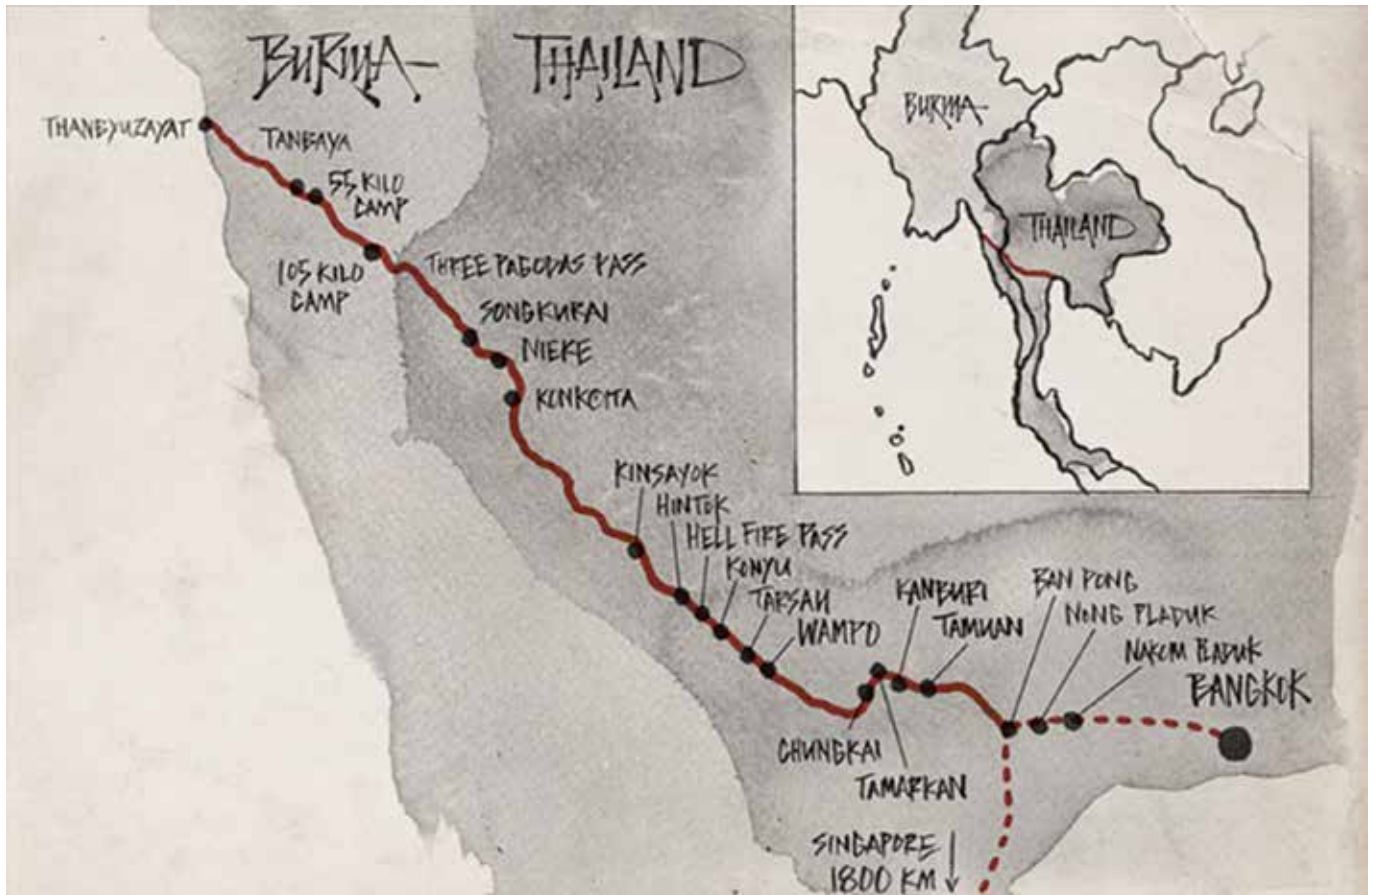 BURMA
THAILAND
THANBYUZAYAT
TANBAYA
55 KILO
CAMP
105 KILO
CAMP
THREE PAGODAS PASS
SONGKURAI
NIEKE
KONKOITA
KINSAYOK
HINTOK
HELL FIRE PASS
KONYU
TARSAU
WAMPO
CHUNGKAI
TAMARKAN
KANBURI
TAMUAN
BAN PONG
NONG PLADUK
NAKOM PLADUK
BANGKOK
SINGAPORE
1800 KM
BURMA
THAILAND